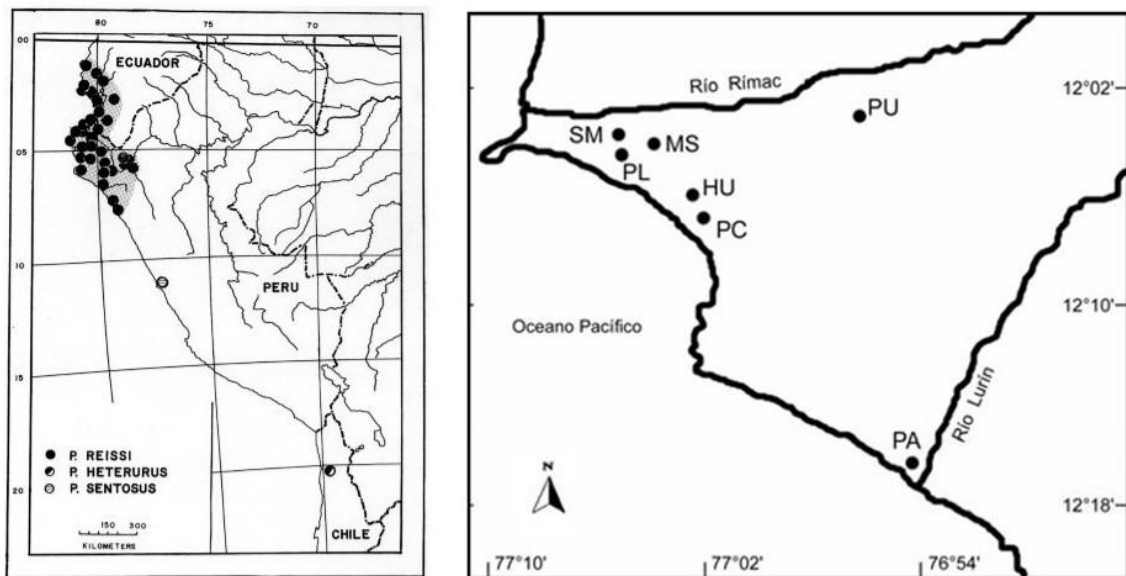 80
75
70
00
ECUADOR
05
10
PERU
15
P. REISSI
P. HETERURUS
P. SENTOSUS
20
150 300
KILOMETERS
CHILE
Río Rímac
12°02'
PU
SM
MS
PL
HU
PC
12°10'
Oceano Pacifico
Río Lurín
PA
N
12°18'
77°10'
77°02'
76°54'